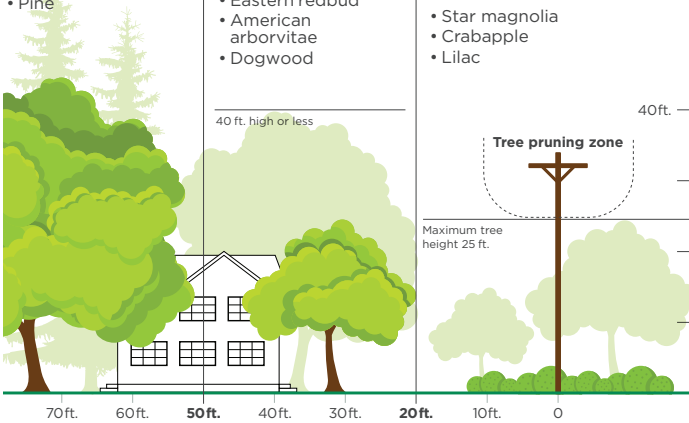 • Pine
• Eastern redbud
• American
arborvitae
• Dogwood
• Star magnolia
• Crabapple
• Lilac
40 ft. high or less
40ft.
Tree pruning zone
Maximum tree
height 25 ft.
70ft.
60ft.
50ft.
40ft.
30ft.
20ft.
10ft.
0